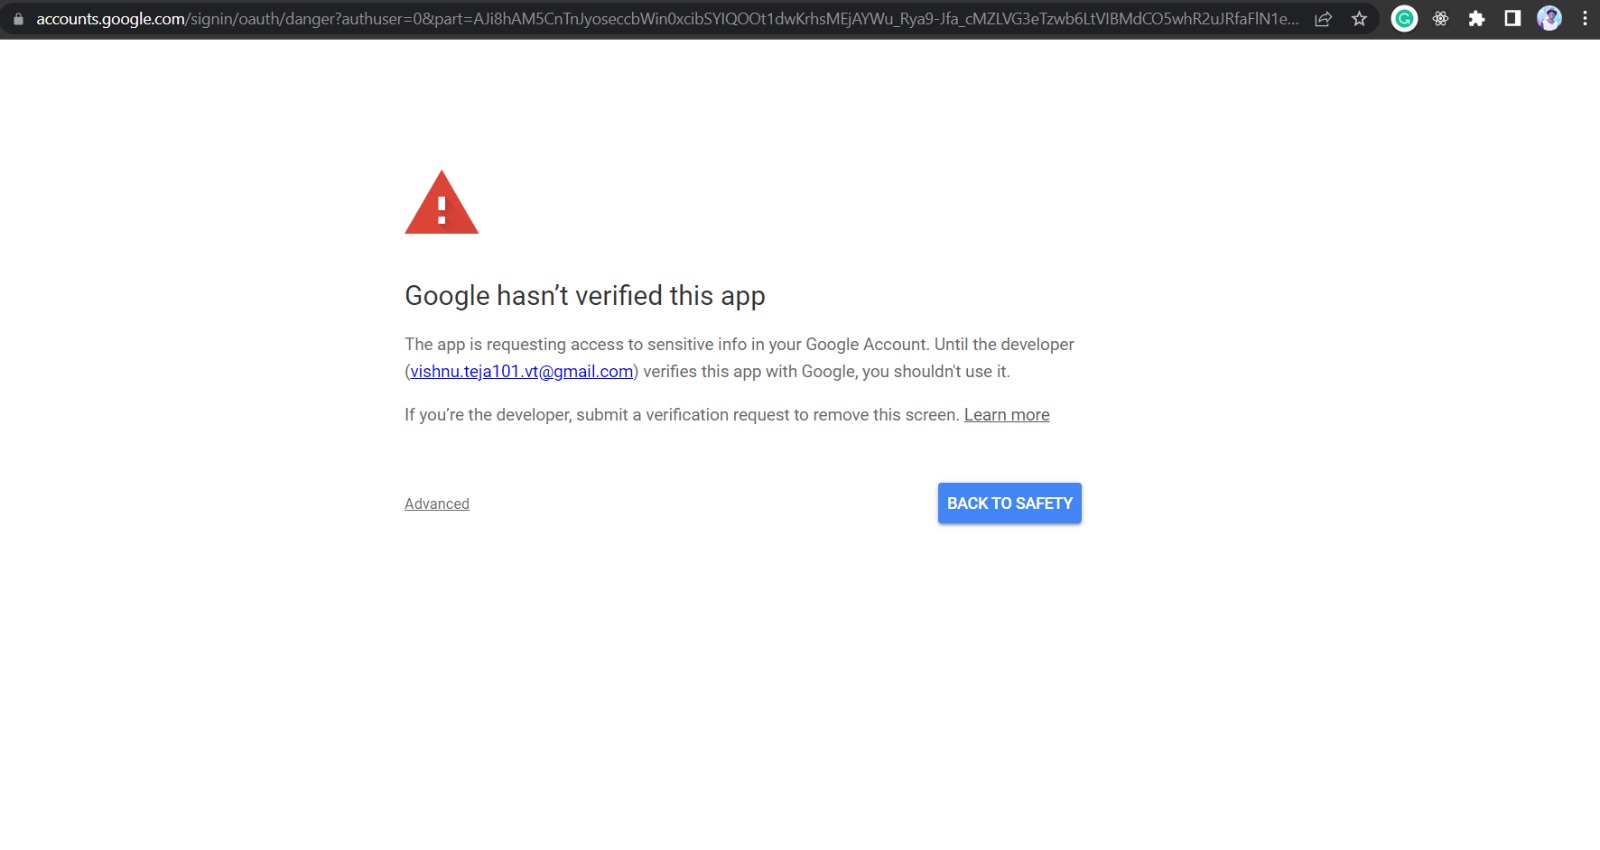 accounts.google.com/signin/oauth/danger?authuser=0&part=AJi8hAM5CnTnJyoseccbWin0xcibSYIQOOt1dwKrhsMEjAYWu_Rya9-Jfa_cMZLVG3eTzwb6LtVIBMdCO5whR2uJRfaFlN1e...
Google hasn’t verified this app
The app is requesting access to sensitive info in your Google Account. Until the developer
(vishnu.teja101.vt@gmail.com) verifies this app with Google, you shouldn't use it.
If you’re the developer, submit a verification request to remove this screen. Learn more
Advanced
BACK TO SAFETY